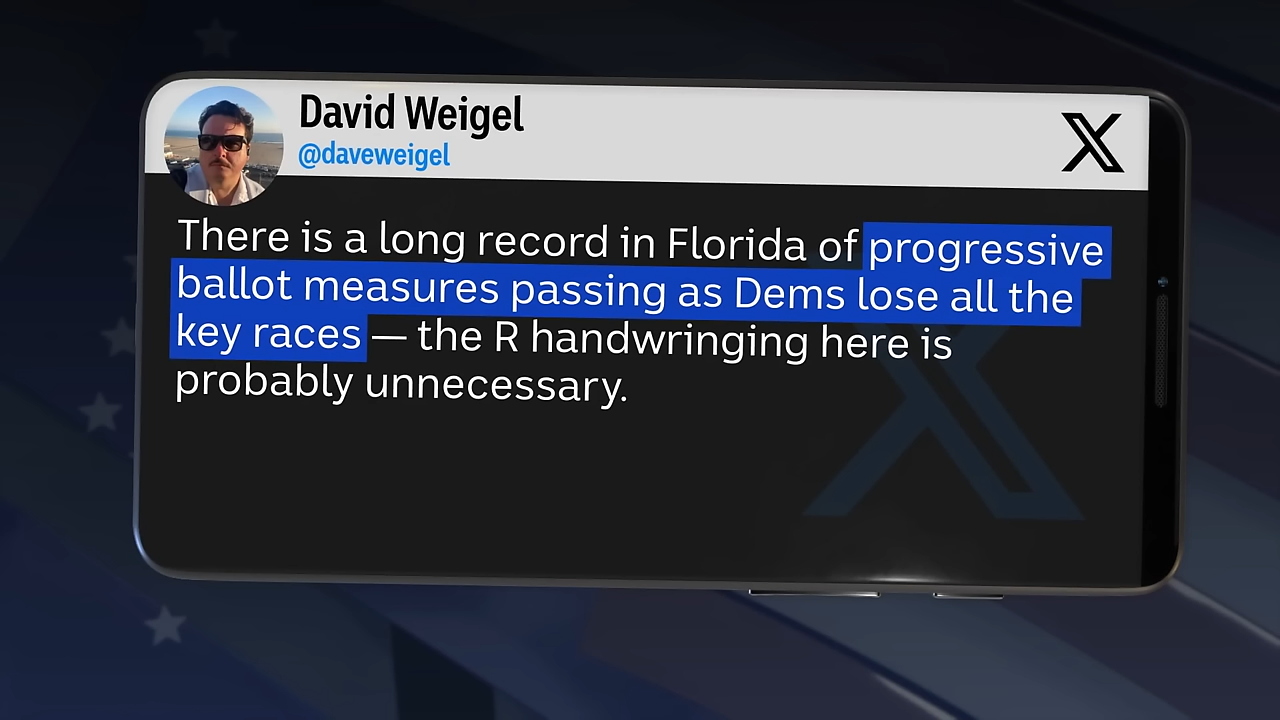 David Weigel
@daveweigel
There is a long record in Florida of progressive
ballot measures passing as Dems lose all the
key races — the R handwringing here is
probably unnecessary.